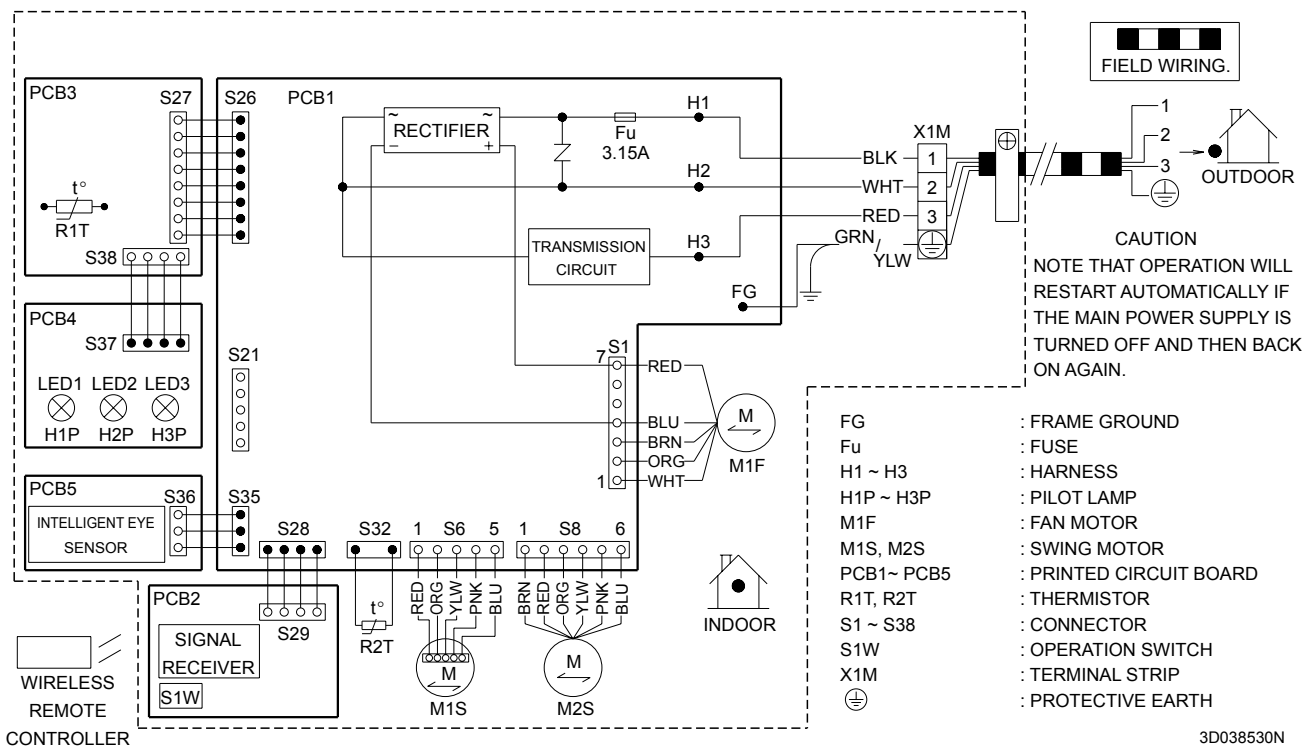 FIELD WIRING.
PCB3
S27
S26
PCB1
~
~
RECTIFIER
−
+
Fu
3.15A
H1
X1M
BLK
1
H2
WHT
2
RED
3
GRN/YLW
1
2
3
OUTDOOR
t°
R1T
TRANSMISSION
CIRCUIT
H3
S38
FG
CAUTION
NOTE THAT OPERATION WILL
RESTART AUTOMATICALLY IF
THE MAIN POWER SUPPLY IS
TURNED OFF AND THEN BACK
ON AGAIN.
PCB4
S37
LED1 LED2 LED3
H1P H2P H3P
S21
7
S1
RED
BLU
BRN
ORG
1
WHT
M
M1F
PCB5
S36
S35
INTELLIGENT EYE
SENSOR
S28
S32
1 S6 5
1 S8 6
RED
ORG
YLW
PNK
BLU
BRN
RED
ORG
YLW
PNK
BLU
PCB2
S29
SIGNAL
RECEIVER
S1W
t°
R2T
M
M1S
M
M2S
INDOOR
WIRELESS
REMOTE
CONTROLLER
FG : FRAME GROUND
Fu : FUSE
H1 ~ H3 : HARNESS
H1P ~ H3P : PILOT LAMP
M1F : FAN MOTOR
M1S, M2S : SWING MOTOR
PCB1~ PCB5 : PRINTED CIRCUIT BOARD
R1T, R2T : THERMISTOR
S1 ~ S38 : CONNECTOR
S1W : OPERATION SWITCH
X1M : TERMINAL STRIP
: PROTECTIVE EARTH
3D038530N